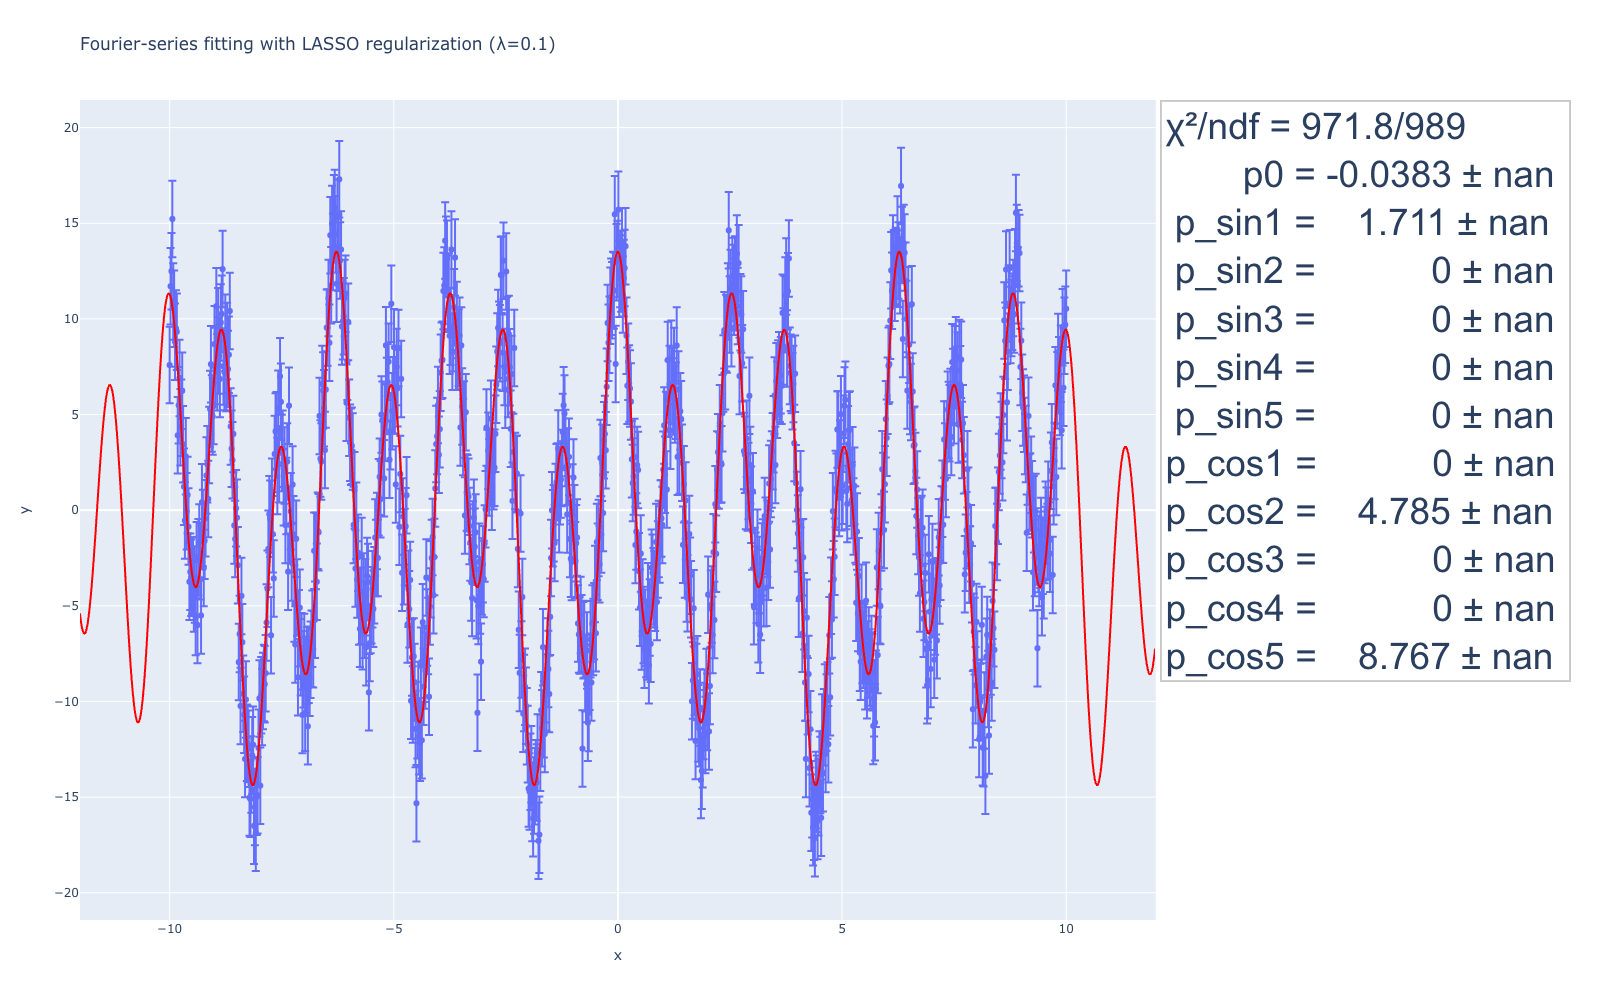 Fourier-series fitting with LASSO regularization (λ=0.1)
20
15
10
5
0
−5
−10
−15
−20
y
−10 −5 0 5 10
x
χ²/ndf = 971.8/989
p0 = -0.0383 ± nan
p_sin1 = 1.711 ± nan
p_sin2 = 0 ± nan
p_sin3 = 0 ± nan
p_sin4 = 0 ± nan
p_sin5 = 0 ± nan
p_cos1 = 0 ± nan
p_cos2 = 4.785 ± nan
p_cos3 = 0 ± nan
p_cos4 = 0 ± nan
p_cos5 = 8.767 ± nan